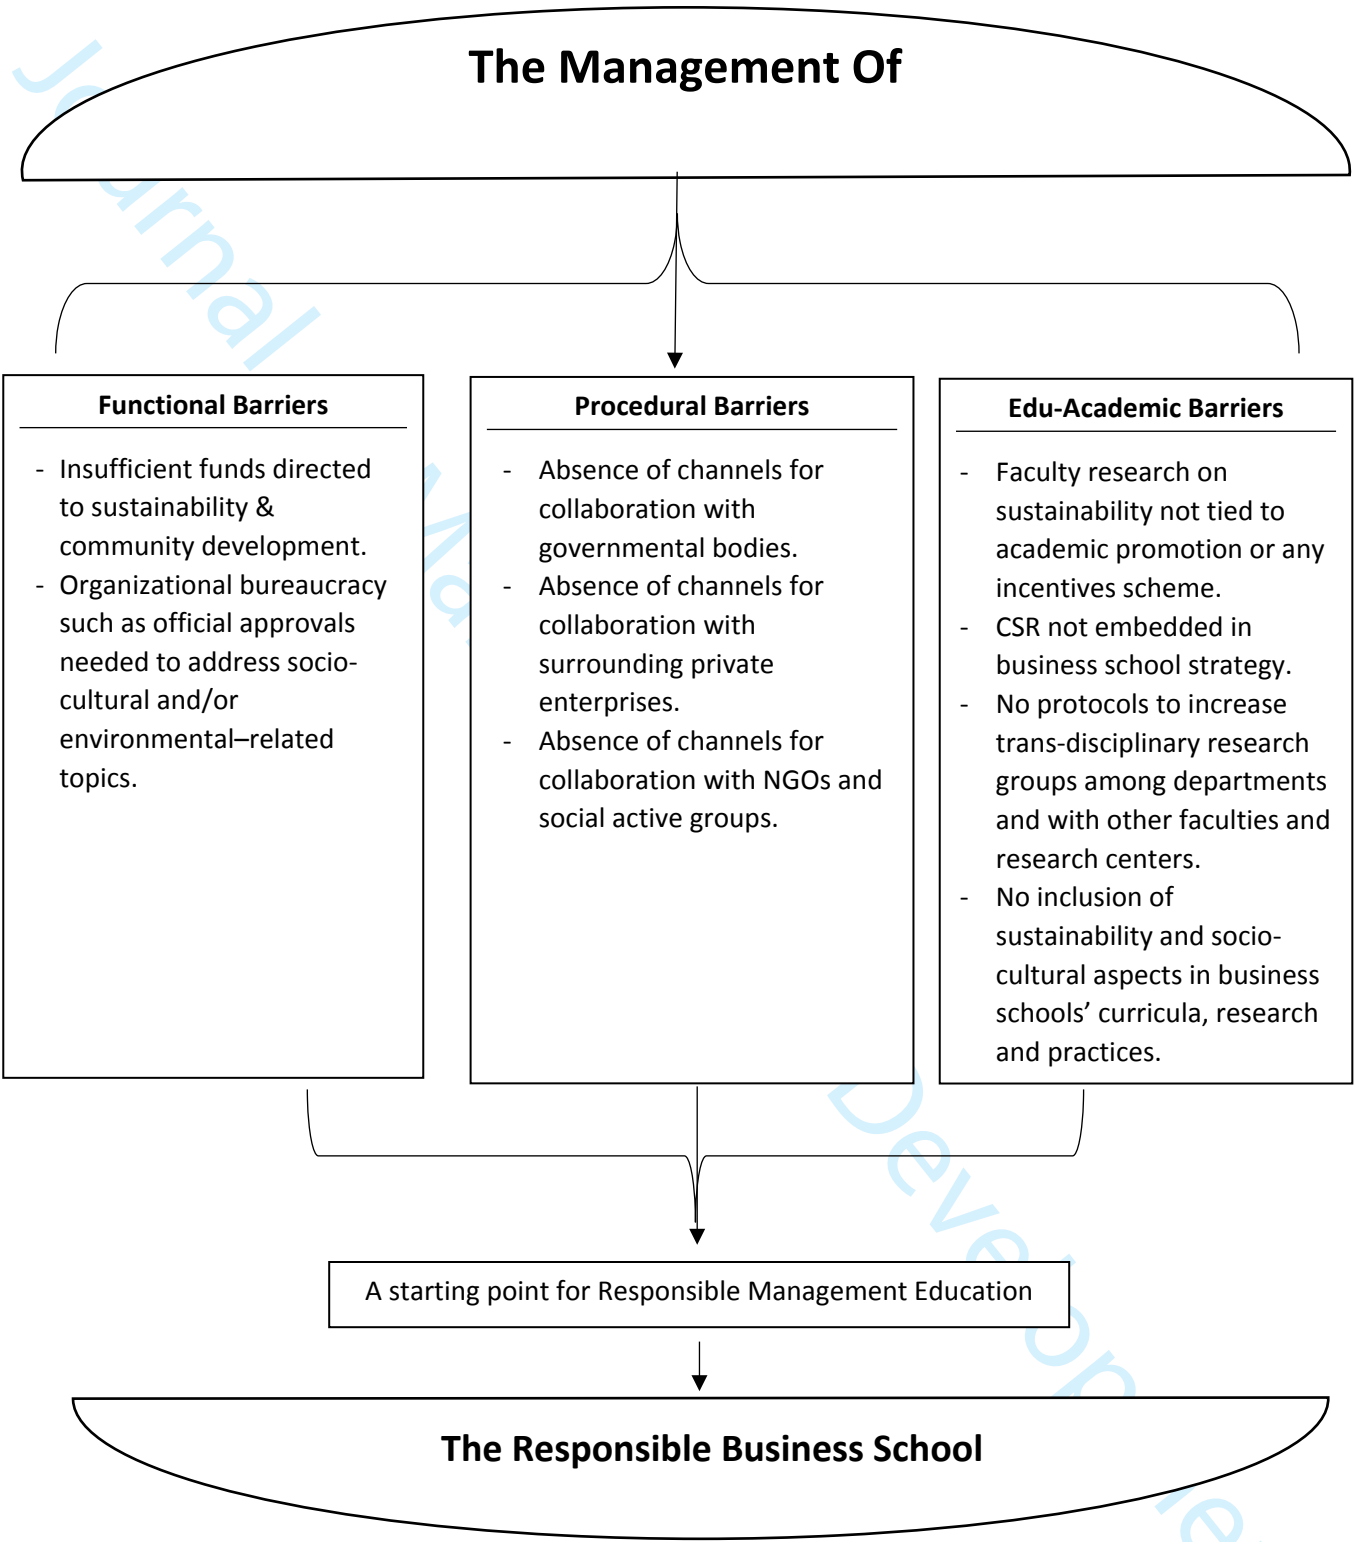 The Management Of
Functional Barriers
- Insufficient funds directed
to sustainability &
community development.
- Organizational bureaucracy
such as official approvals
needed to address socio-
cultural and/or
environmental–related
topics.
Procedural Barriers
- Absence of channels for
collaboration with
governmental bodies.
- Absence of channels for
collaboration with
surrounding private
enterprises.
- Absence of channels for
collaboration with NGOs and
social active groups.
Edu-Academic Barriers
- Faculty research on
sustainability not tied to
academic promotion or any
incentives scheme.
- CSR not embedded in
business school strategy.
- No protocols to increase
trans-disciplinary research
groups among departments
and with other faculties and
research centers.
- No inclusion of
sustainability and socio-
cultural aspects in business
schools’ curricula, research
and practices.
A starting point for Responsible Management Education
The Responsible Business School
Journal